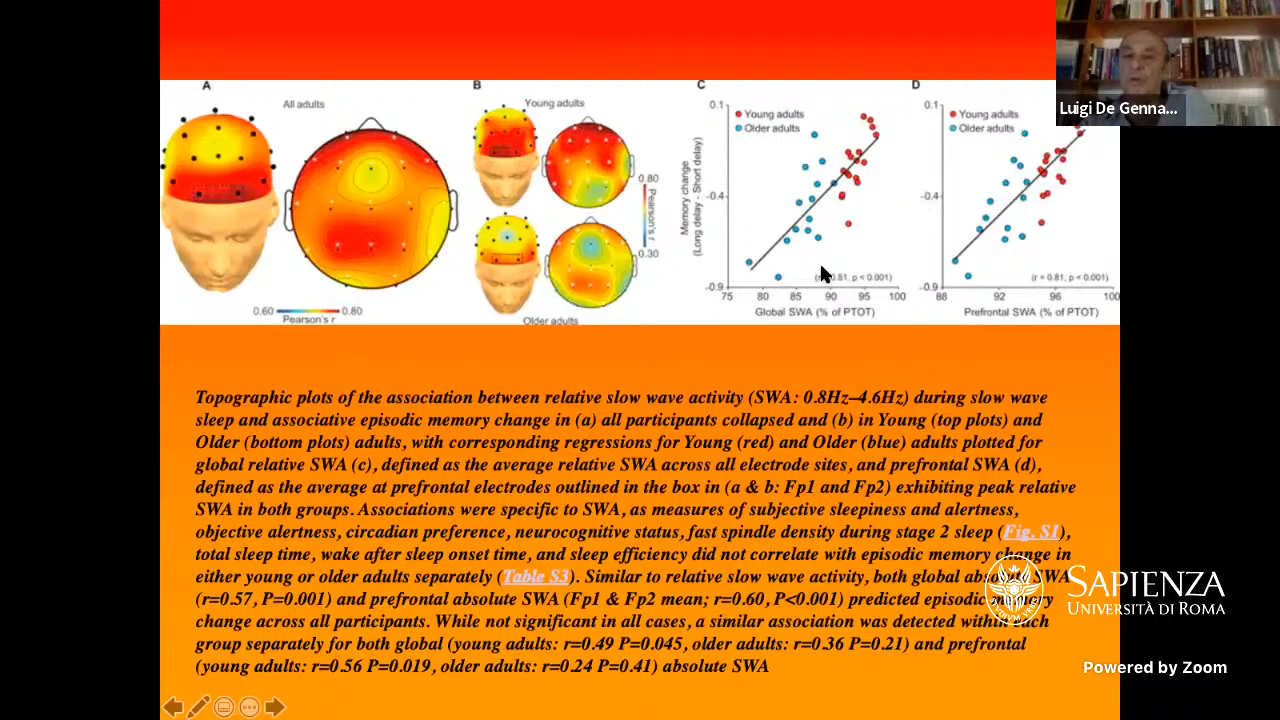 A
All adults
0.60
0.80
Pearson's r
B
Young adults
0.80
Pearson's r
0.30
Older adults
C
0.1
Young adults
Older adults
Memory change
(Long delay - Short delay)
-0.4
-0.9
0.81, p < 0.001)
75 80 85 90 95 100
Global SWA (% of PTOT)
D
0.1
Young adults
Older adults
-0.4
-0.9
(r = 0.81, p < 0.001)
88 92 96 100
Prefrontal SWA (% of PTOT)
Luigi De Genna...
Topographic plots of the association between relative slow wave activity (SWA: 0.8Hz–4.6Hz) during slow wave
sleep and associative episodic memory change in (a) all participants collapsed and (b) in Young (top plots) and
Older (bottom plots) adults, with corresponding regressions for Young (red) and Older (blue) adults plotted for
global relative SWA (c), defined as the average relative SWA across all electrode sites, and prefrontal SWA (d),
defined as the average at prefrontal electrodes outlined in the box in (a & b: Fp1 and Fp2) exhibiting peak relative
SWA in both groups. Associations were specific to SWA, as measures of subjective sleepiness and alertness,
objective alertness, circadian preference, neurocognitive status, fast spindle density during stage 2 sleep (Fig. S1),
total sleep time, wake after sleep onset time, and sleep efficiency did not correlate with episodic memory change in
either young or older adults separately (Table S3). Similar to relative slow wave activity, both global absolute SWA
(r=0.57, P=0.001) and prefrontal absolute SWA (Fp1 & Fp2 mean; r=0.60, P<0.001) predicted episodic memory
change across all participants. While not significant in all cases, a similar association was detected within each
group separately for both global (young adults: r=0.49 P=0.045, older adults: r=0.36 P=0.21) and prefrontal
(young adults: r=0.56 P=0.019, older adults: r=0.24 P=0.41) absolute SWA
SAPIENZA
UNIVERSITÀ DI ROMA
Powered by Zoom